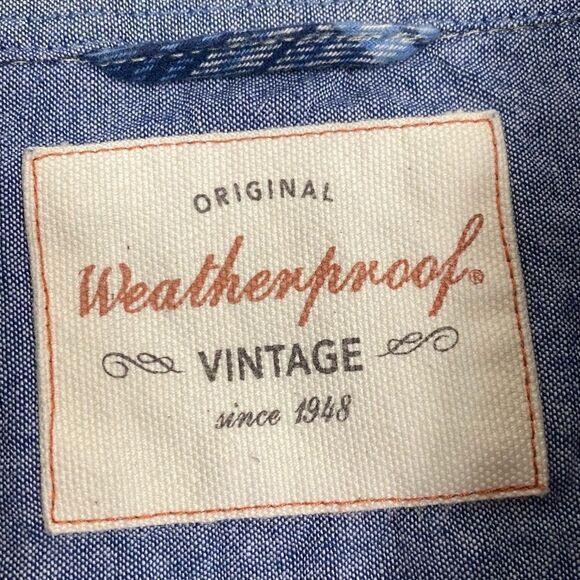 ORIGINAL
Weatherproof®
VINTAGE
since 1948